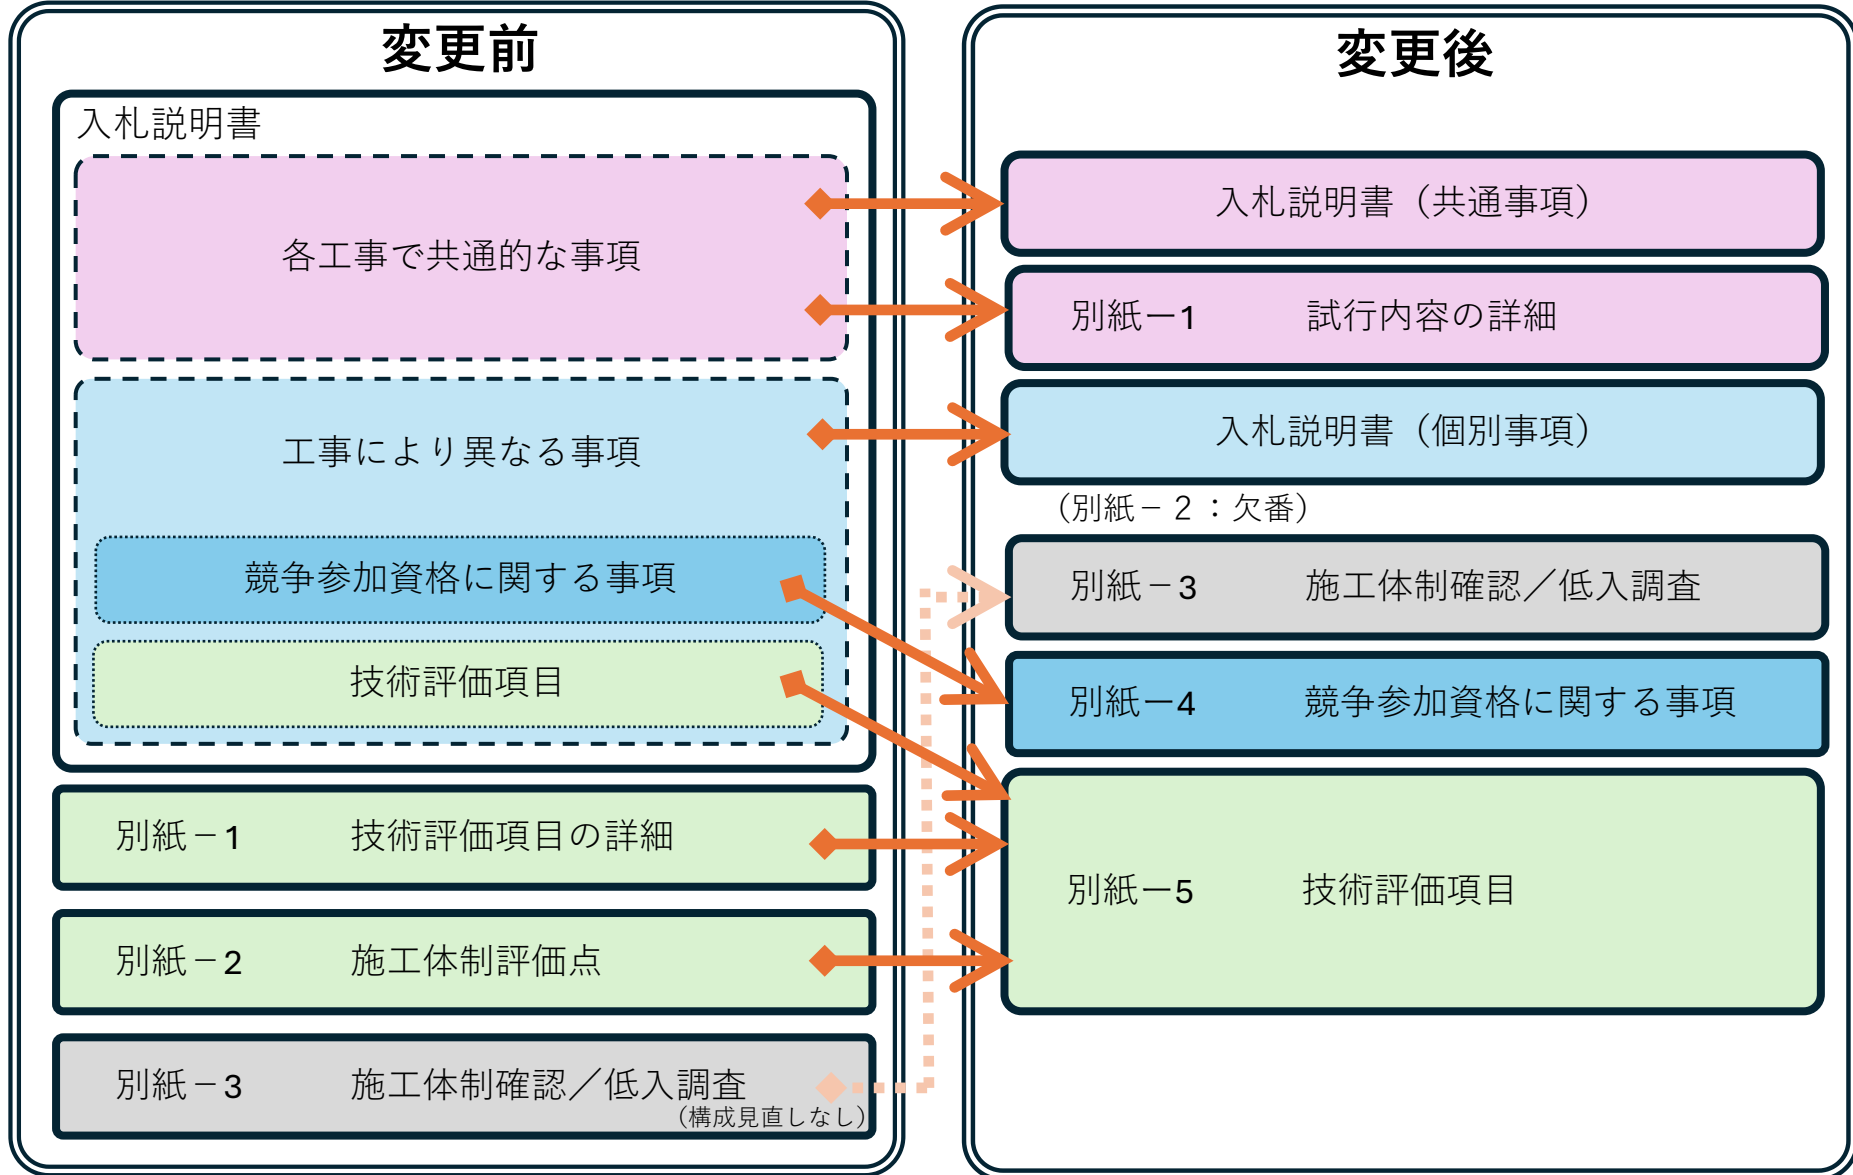 変更前
入札説明書
各工事で共通的な事項
工事により異なる事項
競争参加資格に関する事項
技術評価項目
別紙－1 技術評価項目の詳細
別紙－2 施工体制評価点
別紙－3 施工体制確認／低入調査
（構成見直しなし）
変更後
入札説明書（共通事項）
別紙ー1 試行内容の詳細
入札説明書（個別事項）
（別紙－２：欠番）
別紙－3 施工体制確認／低入調査
別紙ー4 競争参加資格に関する事項
別紙ー5 技術評価項目